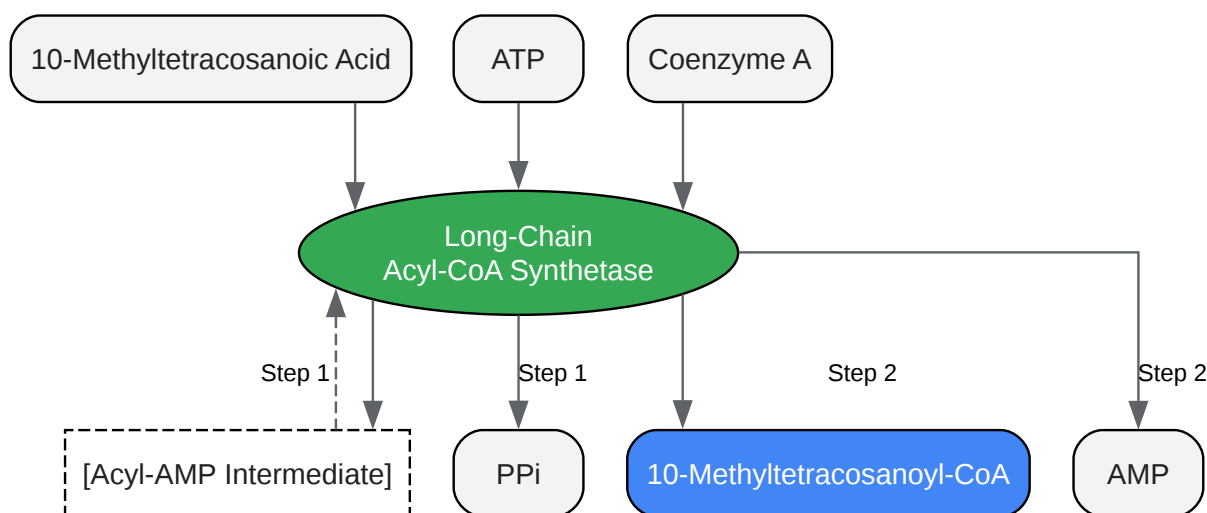 10-Methyltetracosanoic Acid
ATP
Coenzyme A
Long-Chain
Acyl-CoA Synthetase
Step 1
Step 1
Step 2
Step 2
[Acyl-AMP Intermediate]
PPi
10-Methyltetracosanoyl-CoA
AMP